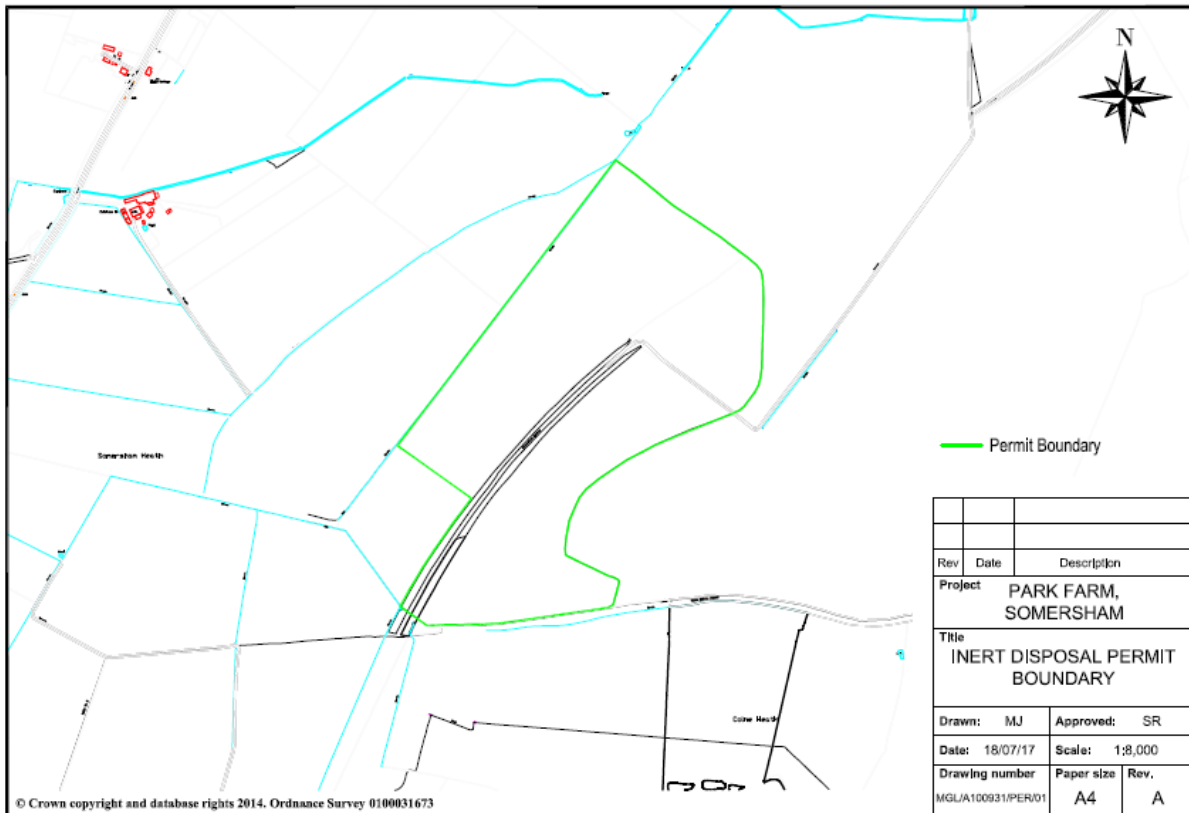 N
Somersham Heath
Permit Boundary
Rev Date Description
Project PARK FARM,
SOMERSHAM
Title
INERT DISPOSAL PERMIT
BOUNDARY
Colne Heath
Drawn: MJ Approved: SR
Date: 18/07/17 Scale: 1:8,000
Drawing number Paper size Rev.
MGL/A100931/PER/01 A4 A
© Crown copyright and database rights 2014. Ordnance Survey 0100031673